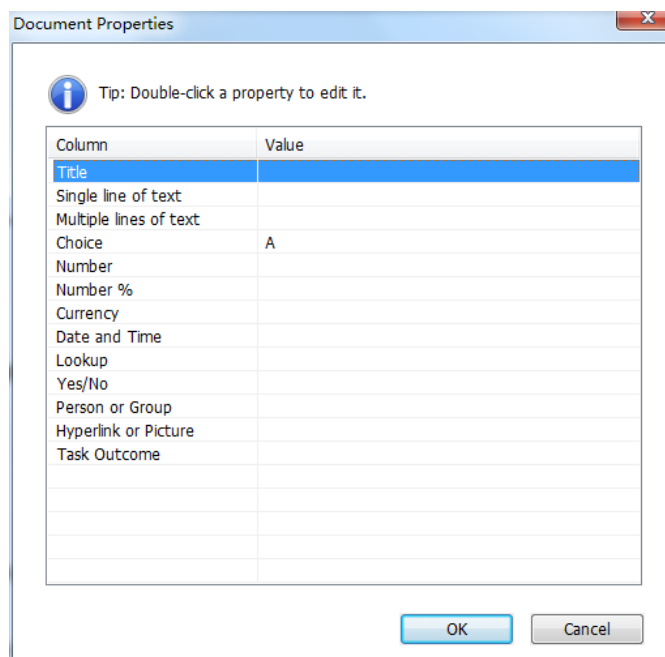 Document Properties
Tip: Double-click a property to edit it.
Column Value
Title
Single line of text
Multiple lines of text
Choice A
Number
Number %
Currency
Date and Time
Lookup
Yes/No
Person or Group
Hyperlink or Picture
Task Outcome
OK Cancel